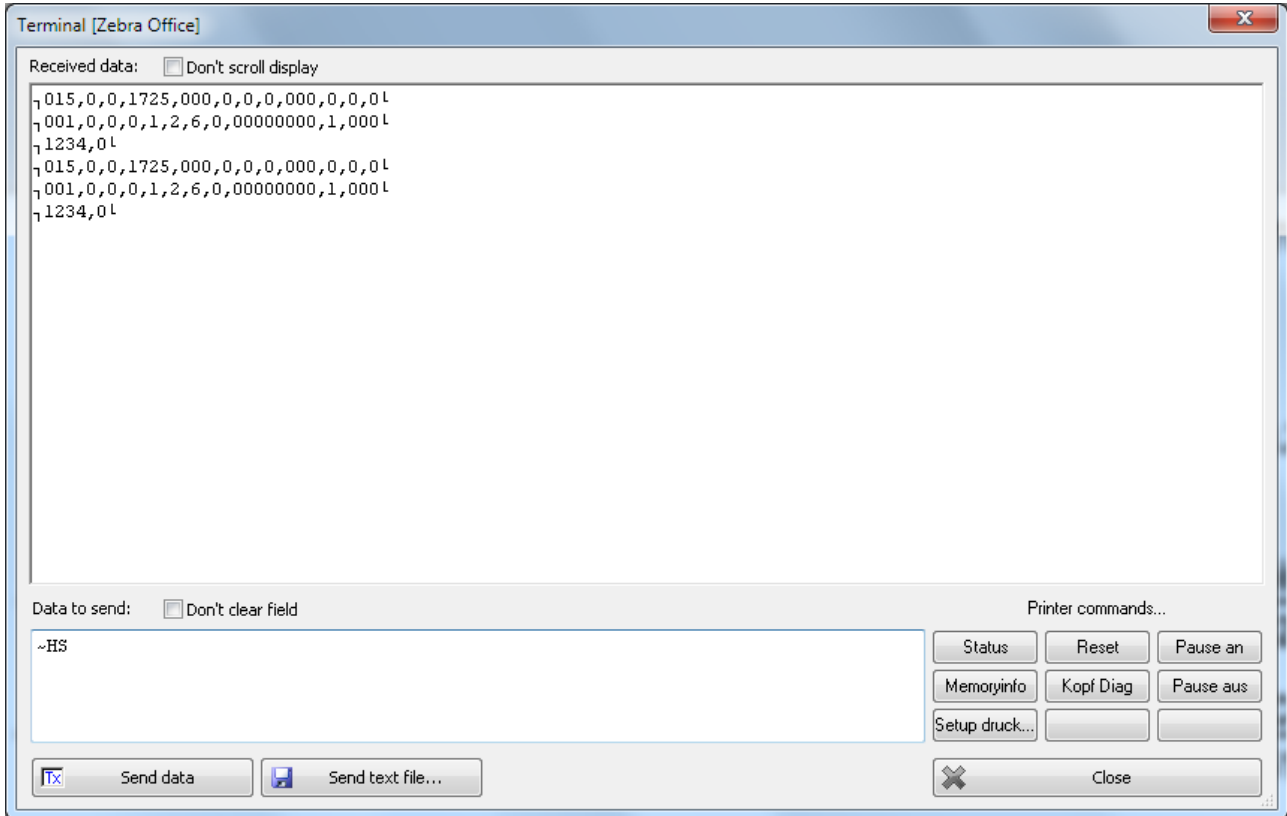 Terminal [Zebra Office]
Received data: Don't scroll display
┐015,0,0,1725,000,0,0,0,000,0,0,0└
┐001,0,0,0,1,2,6,0,00000000,1,000└
┐1234,0└
┐015,0,0,1725,000,0,0,0,000,0,0,0└
┐001,0,0,0,1,2,6,0,00000000,1,000└
┐1234,0└
Data to send: Don't clear field Printer commands...
~HS
Status Reset Pause an
Memoryinfo Kopf Diag Pause aus
Setup druck...
Tx Send data Send text file... Close